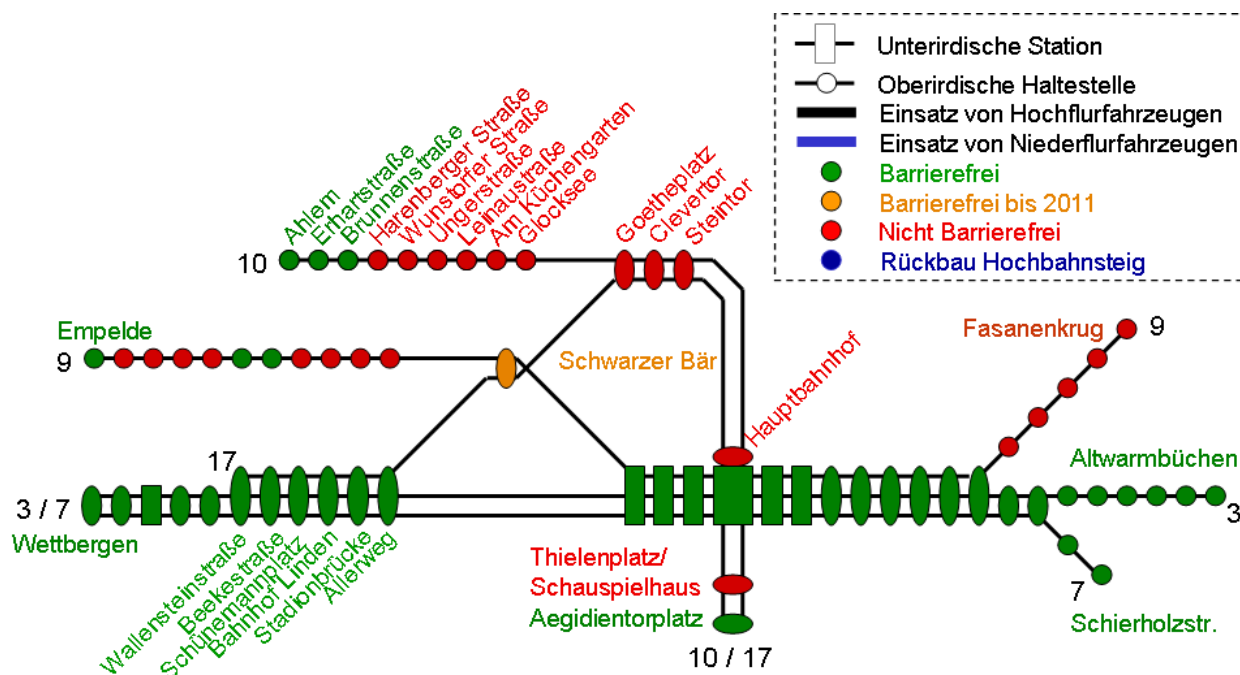 Unterirdische Station
Oberirdische Haltestelle
Einsatz von Hochflurfahrzeugen
Einsatz von Niederflurfahrzeugen
Barrierefrei
Barrierefrei bis 2011
Nicht Barrierefrei
Rückbau Hochbahnsteig
Ahlem
Erhartstraße
Brunnenstraße
Harenberger Straße
Wunstorfer Straße
Ungerstraße
Leinaustraße
Am Küchengarten
Glocksee
Goetheplatz
Clevertor
Steintor
10
Empelde
9
Schwarzer Bär
Hauptbahnhof
Fasanenkrug
9
17
3 / 7
Wettbergen
Altwarmbüchen
3
Wallensteinstraße
Beekestraße
Schünemannplatz
Bahnhof Linden
Stadionbrücke
Allerweg
Thielenplatz/
Schauspielhaus
Aegidientorplatz
10 / 17
7
Schierholzstr.